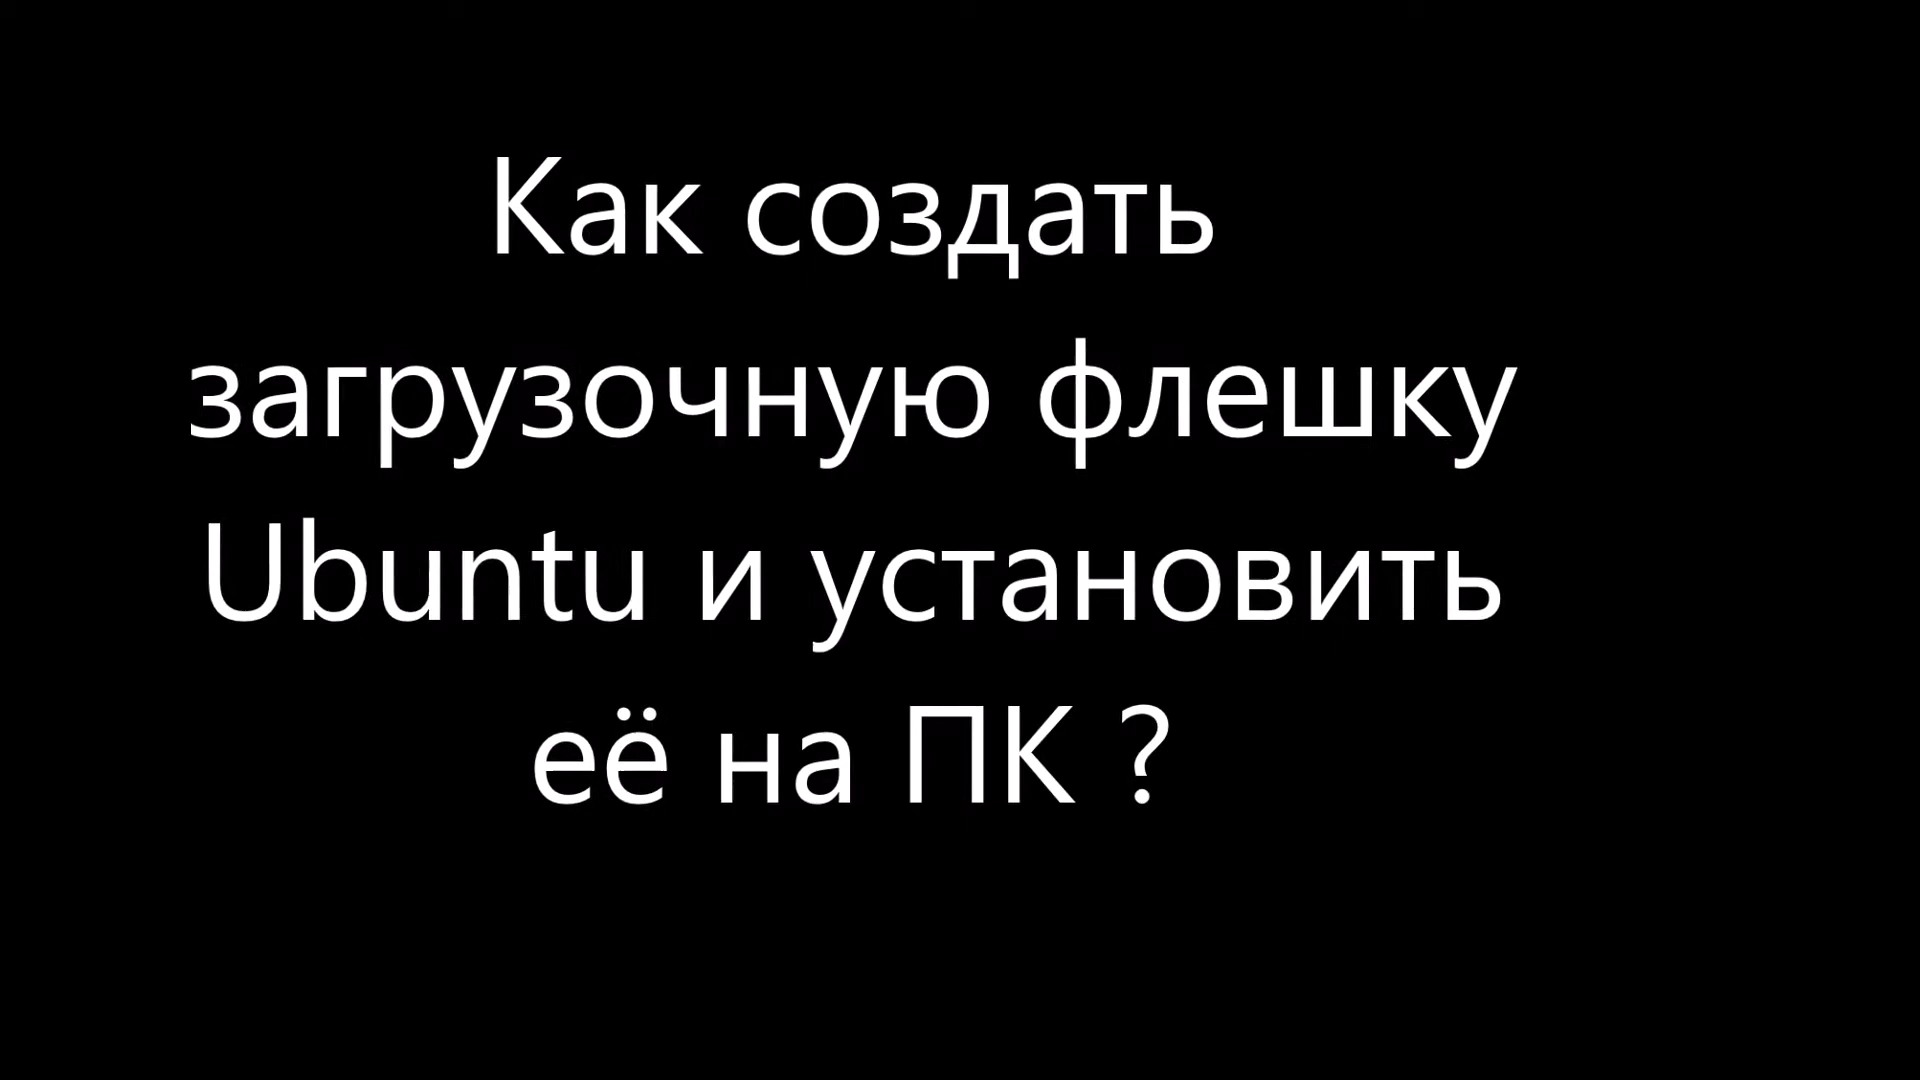 Как создать
загрузочную флешку
Ubuntu и установить
её на ПК ?